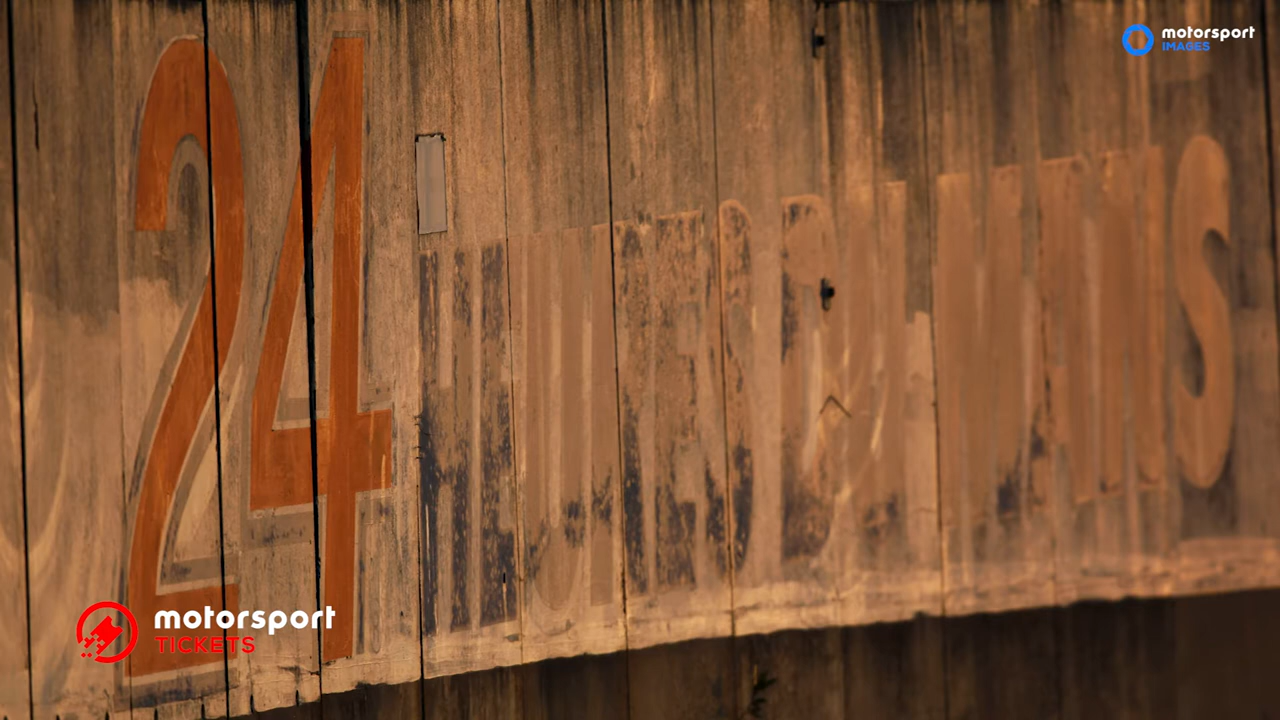 motorsport
IMAGES
24 HEURES DU MANS
motorsport
TICKETS